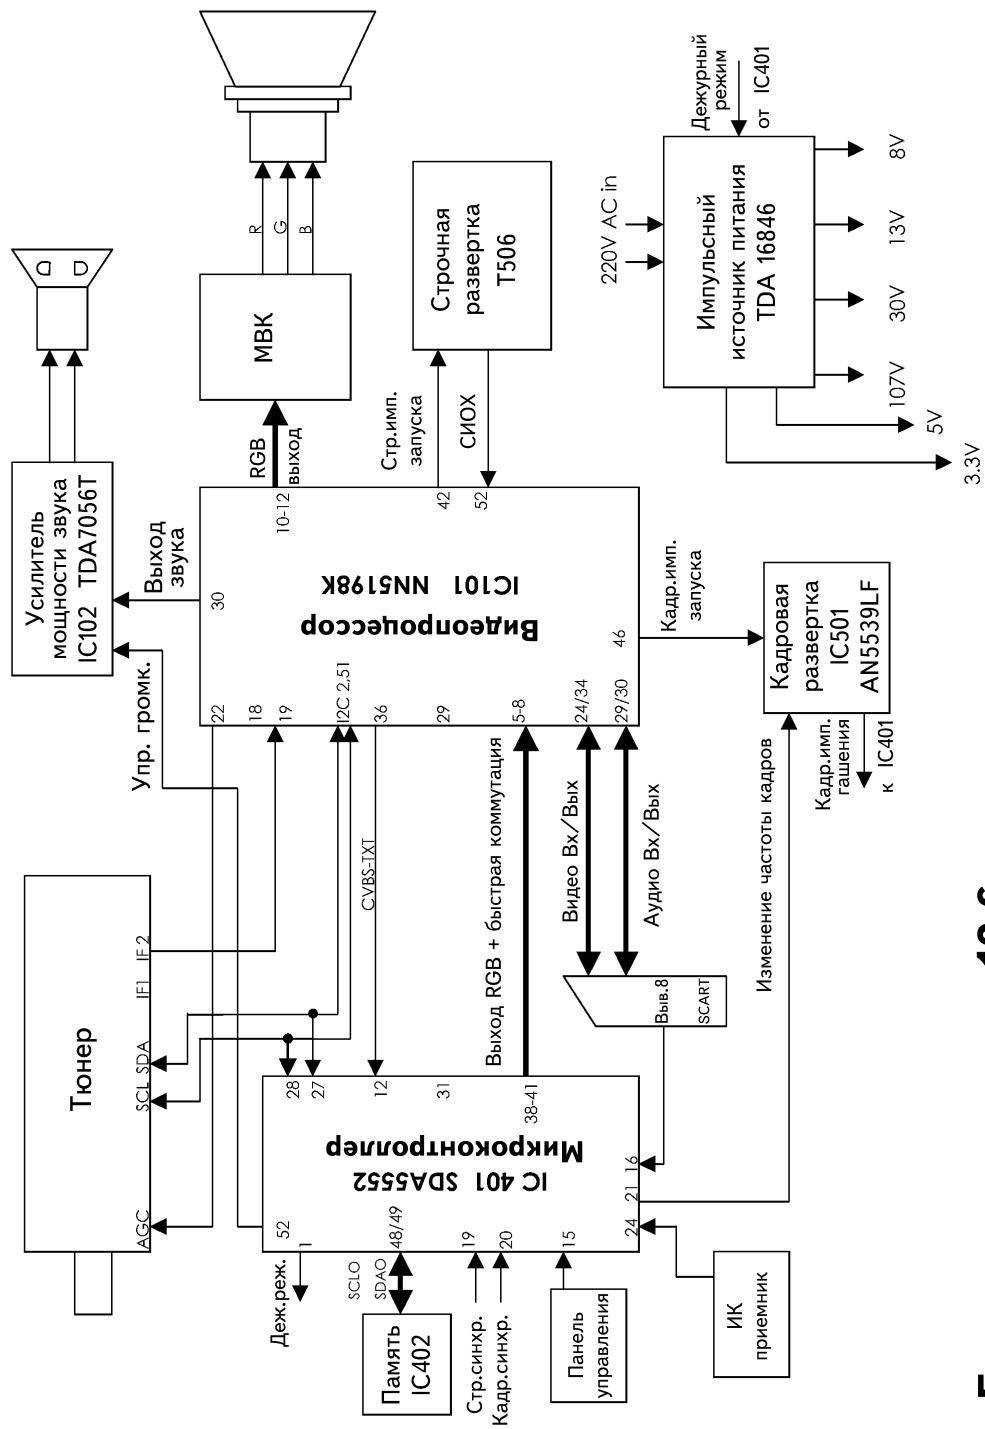 Тюнер
AGC
SCL
SDA
IF1
IF 2
Усилитель
мощности звука
IC102 TDA7056T
Упр. громк.
Выход
звука
МВК
R
G
B
RGB
выход
Видеопроцессор
IC101 NN5198K
22
18
19
I2C 2,51
36
29
5-8
24/34
29/30
30
10-12
42
52
46
Стр.имп.
запуска
СИОХ
Строчная
развертка
T506
CVBS-TXT
Выход RGB + быстрая коммутация
Видео Вх/Вых
Аудио Вх/Вых
Выв.8
SCART
Микроконтроллер
IC 401 SDA5552
28
27
12
31
38-41
52
1
48/49
19
20
15
24
21
16
Деж.реж.
SCLO
SDAO
Память
IC402
Стр.синхр.
Кадр.синхр.
Панель
управления
ИК
приемник
Изменение частоты кадров
Кадр.имп.
запуска
Кадровая
развертка
IC501
AN5539LF
Кадр.имп.
гашения
к IC401
220V AC in
Дежурный
режим
от IC401
Импульсный
источник питания
TDA 16846
3.3V
5V
107V
30V
13V
8V